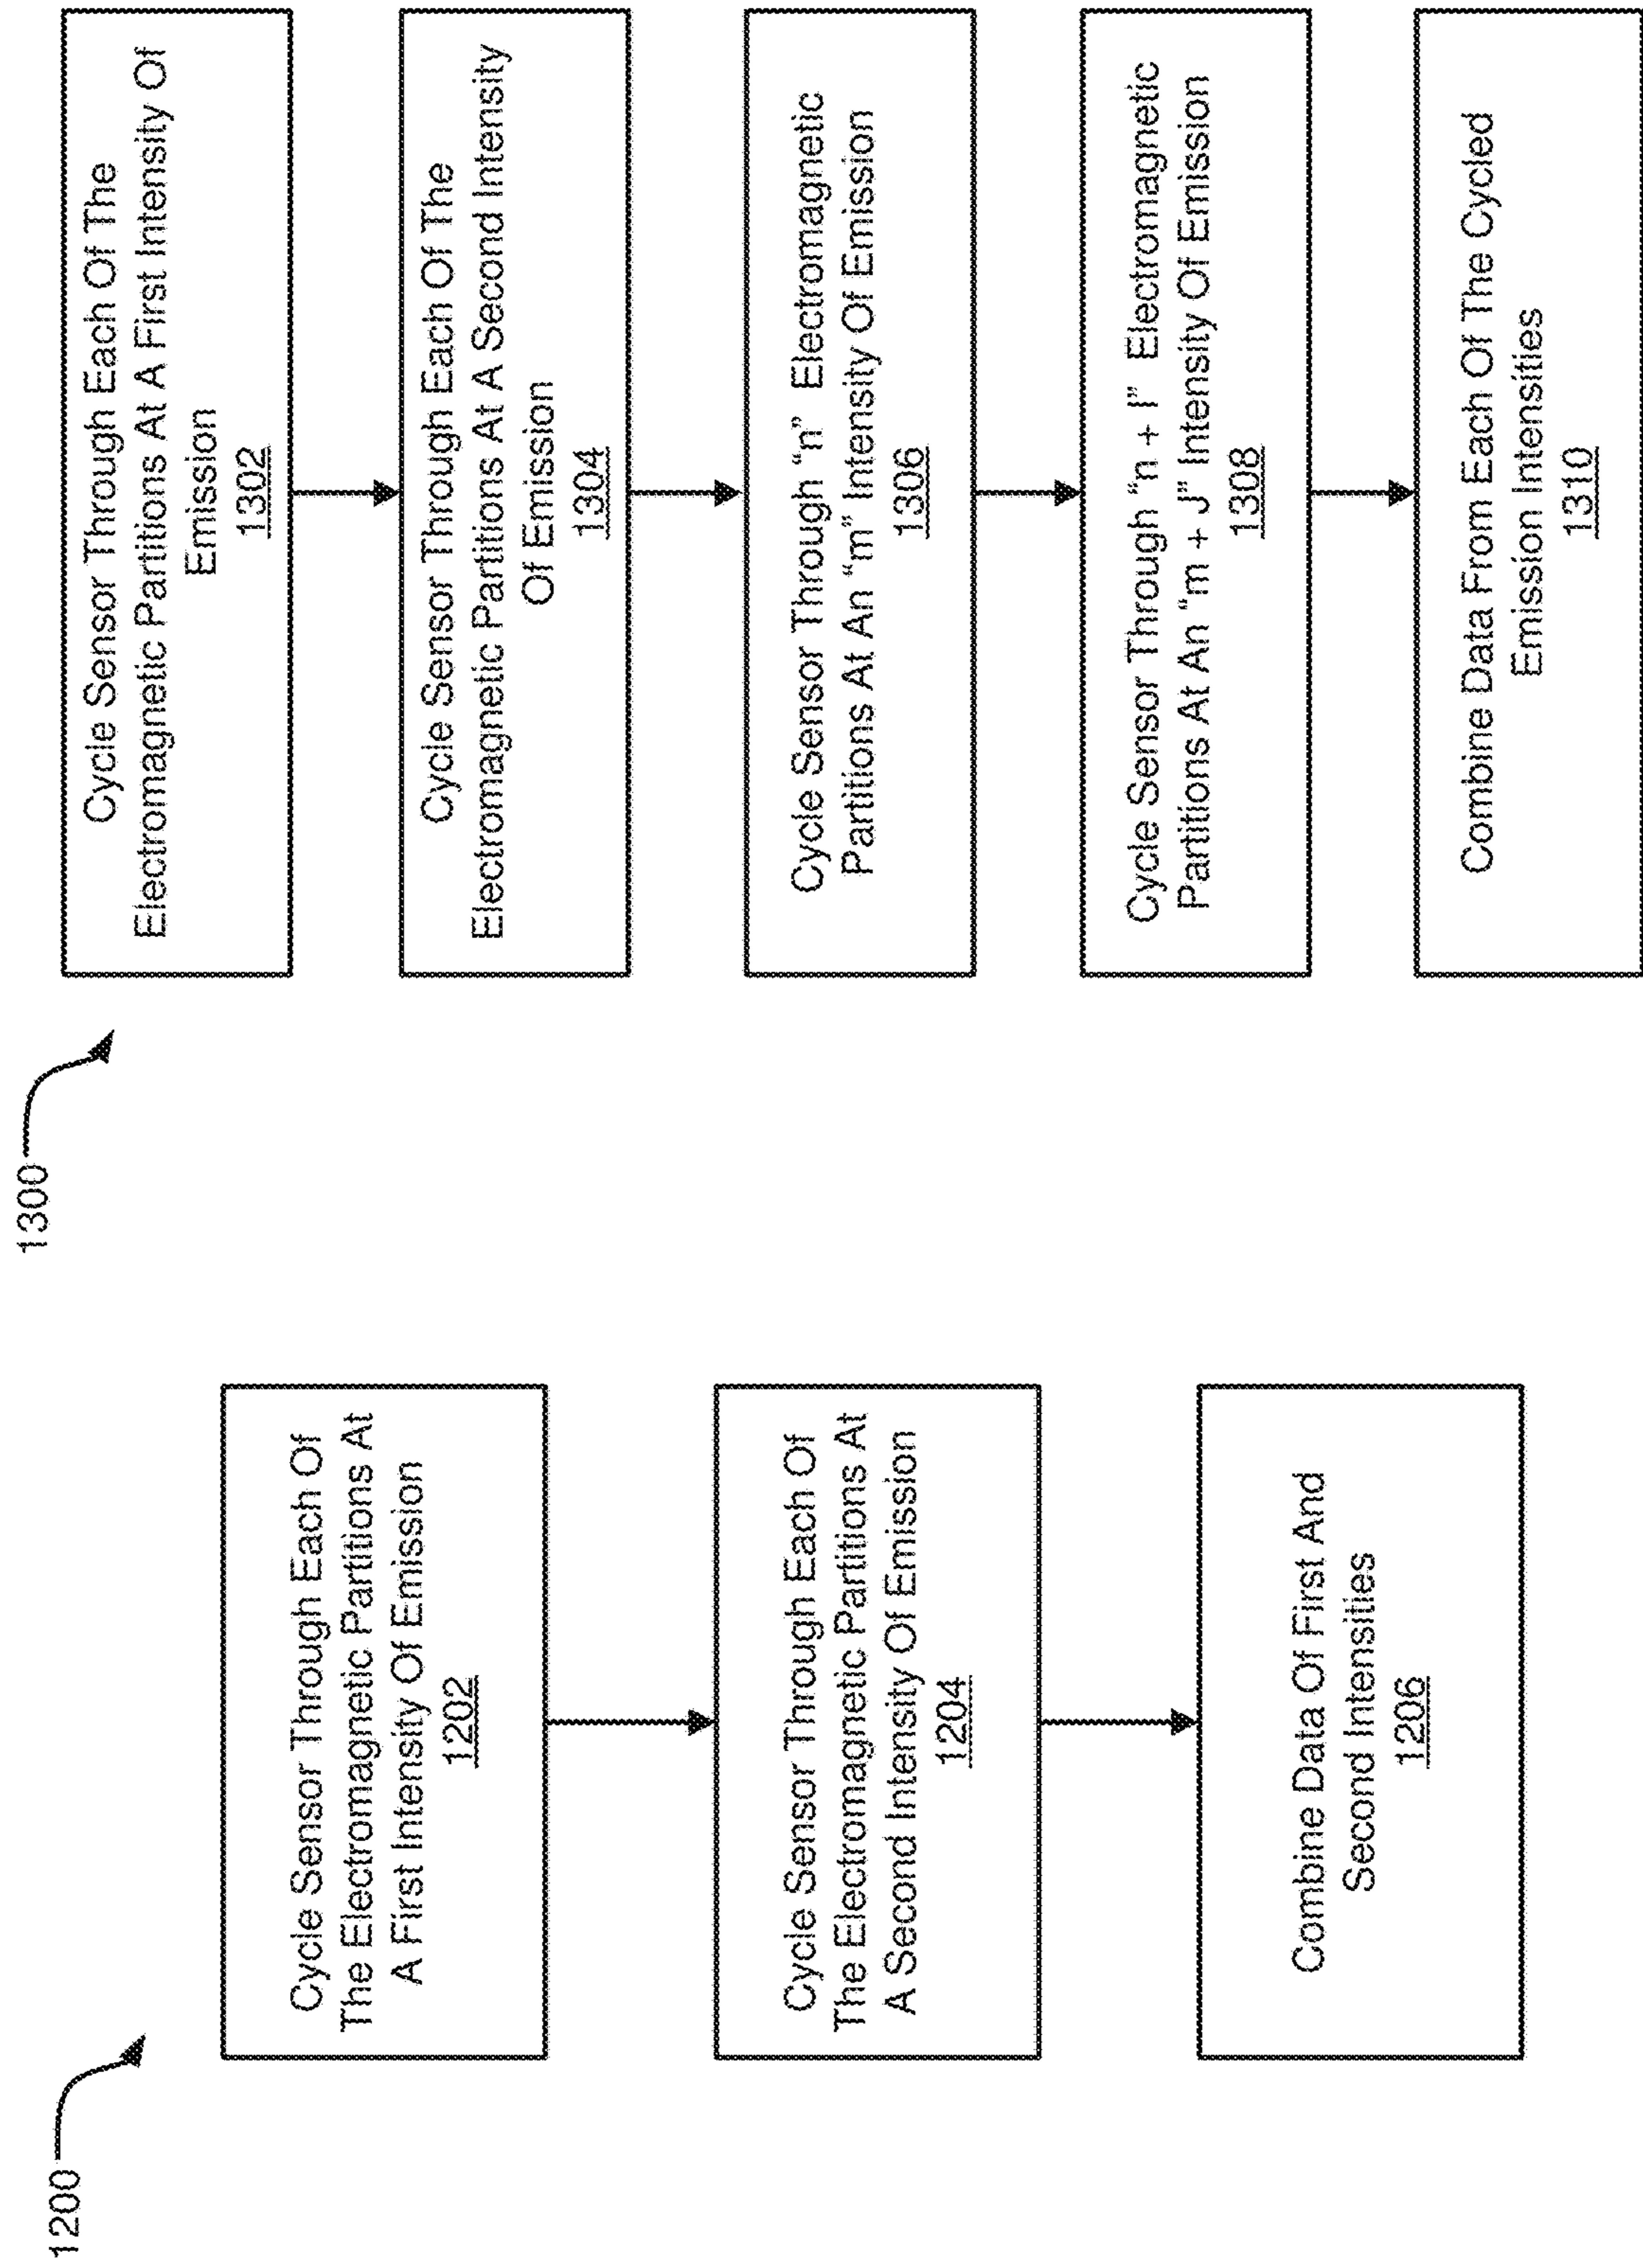 1200
Cycle Sensor Through Each Of
The Electromagnetic Partitions At
A First Intensity Of Emission
1202
Cycle Sensor Through Each Of
The Electromagnetic Partitions At
A Second Intensity Of Emission
1204
Combine Data Of First And
Second Intensities
1206
1300
Cycle Sensor Through Each Of The
Electromagnetic Partitions At A First Intensity Of
Emission
1302
Cycle Sensor Through Each Of The
Electromagnetic Partitions At A Second Intensity
Of Emission
1304
Cycle Sensor Through “n” Electromagnetic
Partitions At An “m” Intensity Of Emission
1306
Cycle Sensor Through “n + I” Electromagnetic
Partitions At An “m + J” Intensity Of Emission
1308
Combine Data From Each Of The Cycled
Emission Intensities
1310